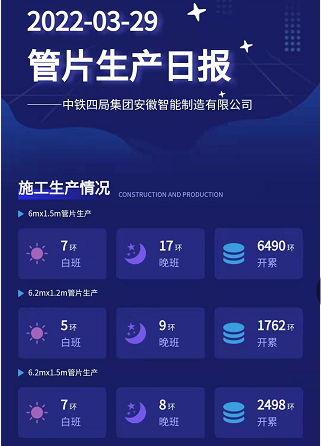 2022-03-29
管片生产日报
——中铁四局集团安徽智能制造有限公司
施工生产情况 CONSTRUCTION AND PRODUCTION
6mx1.5m管片生产
7环 17环 6490环
白班 晚班 开累
6.2mx1.2m管片生产
5环 9环 1762环
白班 晚班 开累
6.2mx1.5m管片生产
7环 8环 2498环
白班 晚班 开累